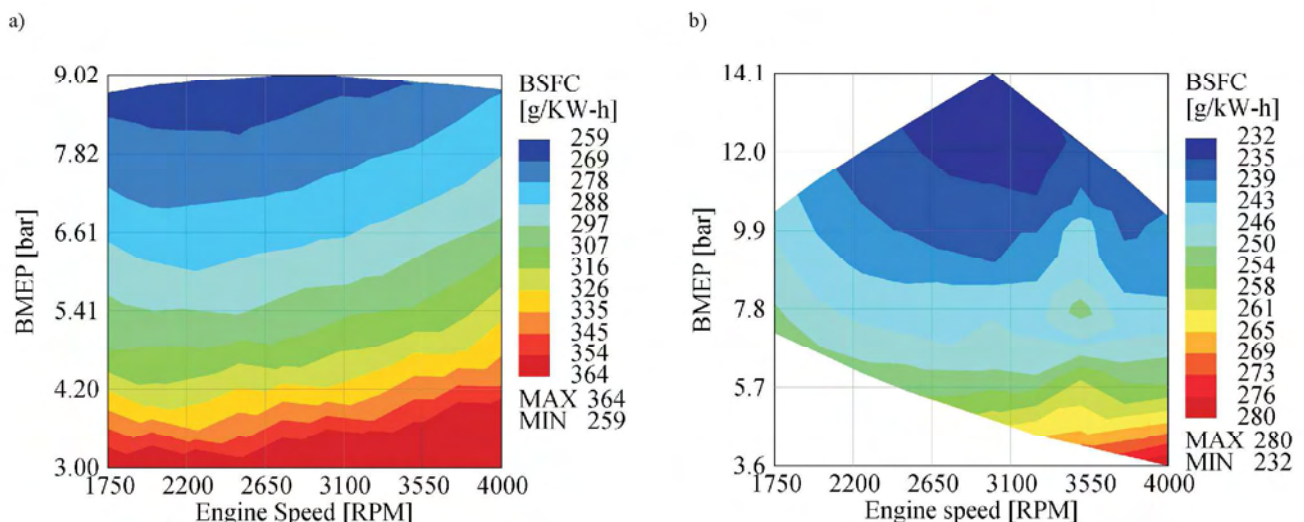 a)
9.02
7.82
6.61
5.41
4.20
3.00
BMEP [bar]
1750 2200 2650 3100 3550 4000
Engine Speed [RPM]
BSFC
[g/KW-h]
259
269
278
288
297
307
316
326
335
345
354
364
MAX 364
MIN 259
b)
14.1
12.0
9.9
7.8
5.7
3.6
BMEP [bar]
1750 2200 2650 3100 3550 4000
Engine speed [RPM]
BSFC
[g/kW-h]
232
235
239
243
246
250
254
258
261
265
269
273
276
280
MAX 280
MIN 232